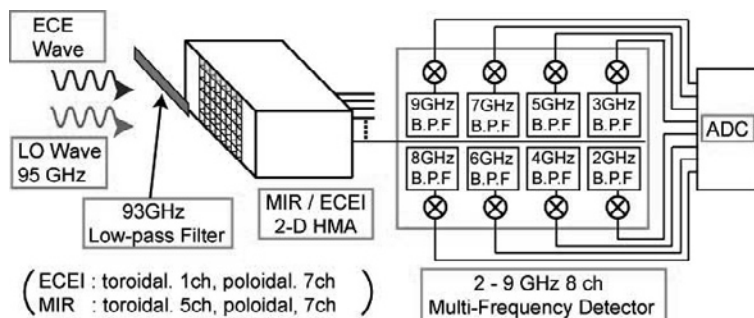 ECE
Wave
LO Wave
95 GHz
93GHz
Low-pass Filter
MIR / ECEI
2-D HMA
9GHz
B.P.F
7GHz
B.P.F
5GHz
B.P.F
3GHz
B.P.F
8GHz
B.P.F
6GHz
B.P.F
4GHz
B.P.F
2GHz
B.P.F
ADC
ECEI : toroidal. 1ch, poloidal. 7ch
MIR : toroidal. 5ch, poloidal, 7ch
2 - 9 GHz 8 ch
Multi-Frequency Detector